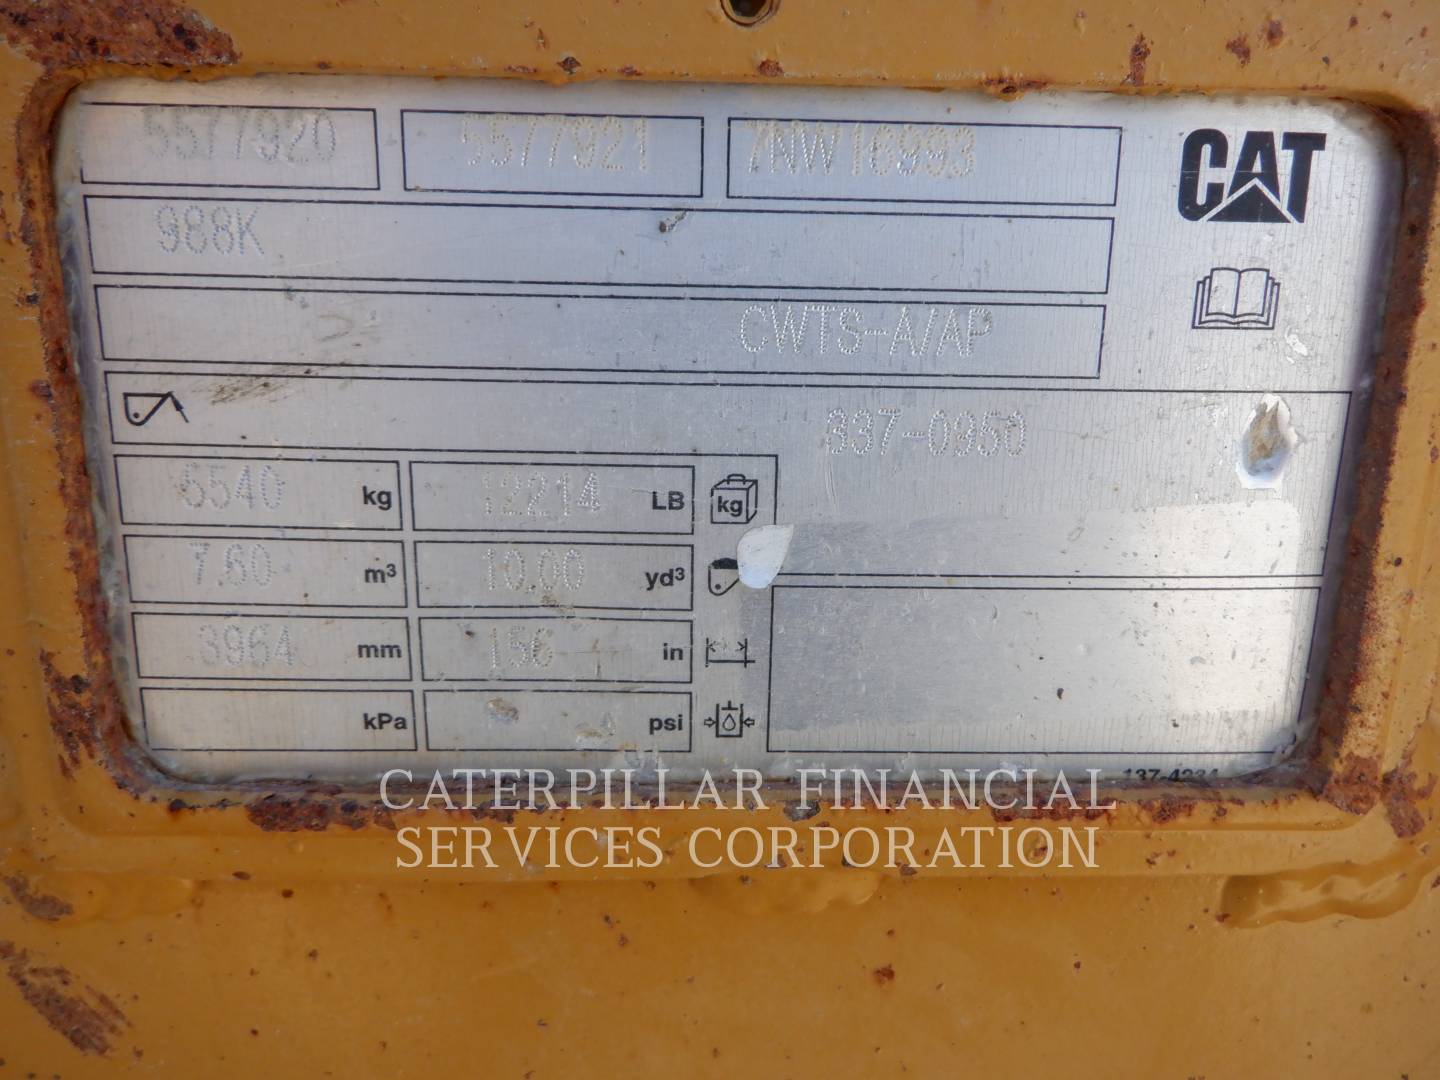 5577920 5577921 7NW16993 CAT
988K
CWTS-A/AP
337-0950
5540 kg 12214 LB kg
7.60 m³ 10.00 yd³
3964 mm 156 in
kPa psi
137-4234
CATERPILLAR FINANCIAL
SERVICES CORPORATION